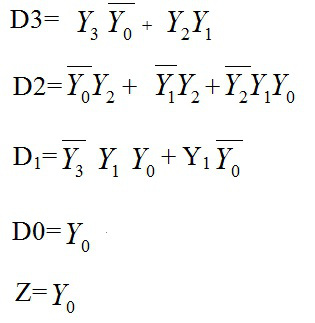 D3= Y₃ Y̅₀ + Y₂Y₁
D2= Y̅₀Y₂ + Y̅₁Y₂ + Y̅₂Y₁Y₀
D₁= Y̅₃ Y₁ Y₀ + Y₁ Y̅₀
D0= Y₀
Z= Y₀